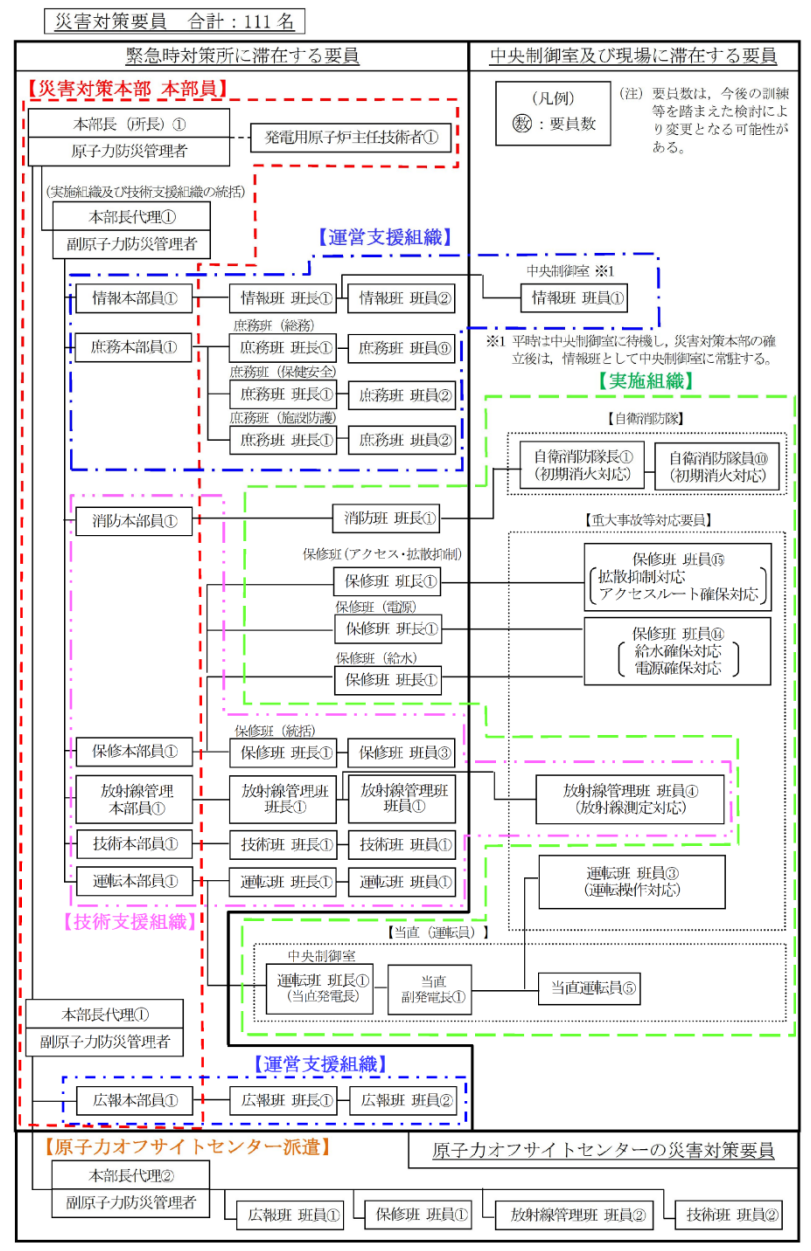 災害対策要員　合計：111 名
緊急時対策所に滞在する要員
中央制御室及び現場に滞在する要員
【災害対策本部 本部員】
本部長（所長）①
原子力防災管理者
発電用原子炉主任技術者①
（凡例）
数：要員数
（注） 要員数は，今後の訓練
等を踏まえた検討によ
り変更となる可能性が
ある。
(実施組織及び技術支援組織の統括)
本部長代理①
副原子力防災管理者
【運営支援組織】
中央制御室 ※1
情報本部員①
情報班 班長①
情報班 班員②
情報班 班員①
庶務班（総務）
庶務本部員①
庶務班 班長①
庶務班 班員⑨
※1 平時は中央制御室に待機し，災害対策本部の確
立後は，情報班として中央制御室に常駐する。
庶務班（保健安全）
庶務班 班長①
庶務班 班員②
【実施組織】
庶務班（施設防護）
庶務班 班長①
庶務班 班員②
【自衛消防隊】
自衛消防隊長①
(初期消火対応)
自衛消防隊員⑩
(初期消火対応)
消防本部員①
消防班 班長①
【重大事故等対応要員】
保修班（アクセス・拡散抑制）
保修班 班長①
保修班 班員⑮
拡散抑制対応
アクセスルート確保対応
保修班（電源）
保修班 班長①
保修班 班員⑭
給水確保対応
電源確保対応
保修班（給水）
保修班 班長①
保修班（統括）
保修本部員①
保修班 班長①
保修班 班員③
放射線管理
本部員①
放射線管理班
班長①
放射線管理班
班員①
放射線管理班 班員④
(放射線測定対応)
技術本部員①
技術班 班長①
技術班 班員①
運転本部員①
運転班 班長①
運転班 班員①
運転班 班員③
(運転操作対応)
【技術支援組織】
【当直（運転員）】
中央制御室
運転班 班長①
(当直発電長)
当直
副発電長①
当直運転員⑤
本部長代理①
副原子力防災管理者
【運営支援組織】
広報本部員①
広報班 班長①
広報班 班員②
【原子力オフサイトセンター派遣】
原子力オフサイトセンターの災害対策要員
本部長代理②
副原子力防災管理者
広報班 班員①
保修班 班員①
放射線管理班 班員②
技術班 班員②